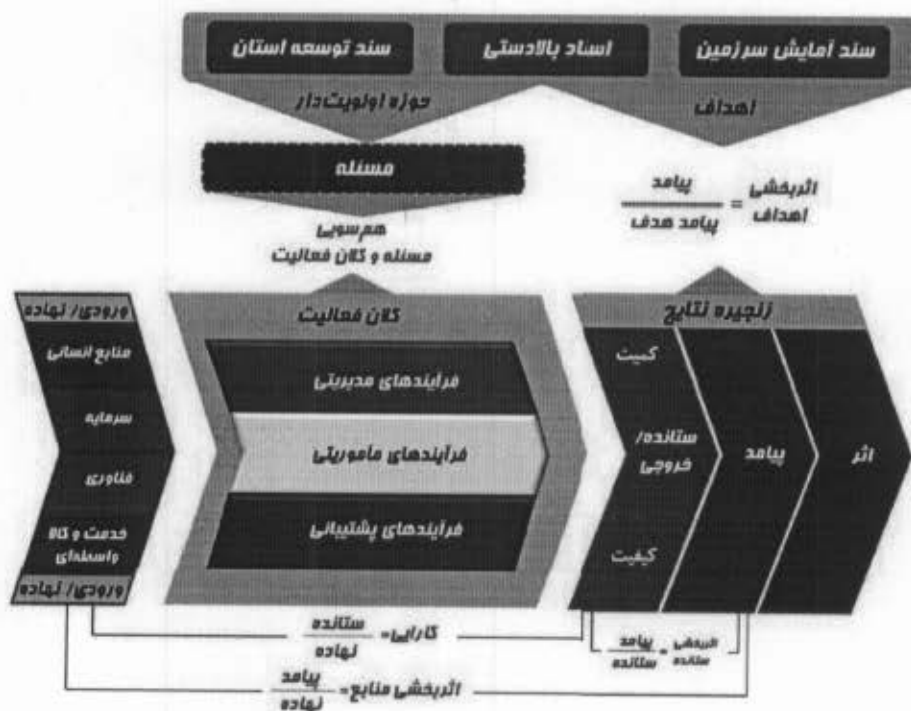 سند آمایش سرزمین
اسناد بالادستی
سند توسعه استان
اهداف
حوزه اولویت‌دار
مسئله
هم‌سویی
مسئله و کلان فعالیت
اثربخشی
اهداف
=
پیامد
پیامد هدف
ورودی/ نهاده
منابع انسانی
سرمایه
فناوری
خدمت و کالا
واسطه‌ای
ورودی/ نهاده
کلان فعالیت
فرآیندهای مدیریتی
فرآیندهای مأموریتی
فرآیندهای پشتیبانی
زنجیره نتایج
کمیت
ستانده/
خروجی
کیفیت
پیامد
اثر
کارایی=
ستانده
نهاده
اثربخشی
ستانده
=
پیامد
ستانده
اثربخشی منابع=
پیامد
نهاده